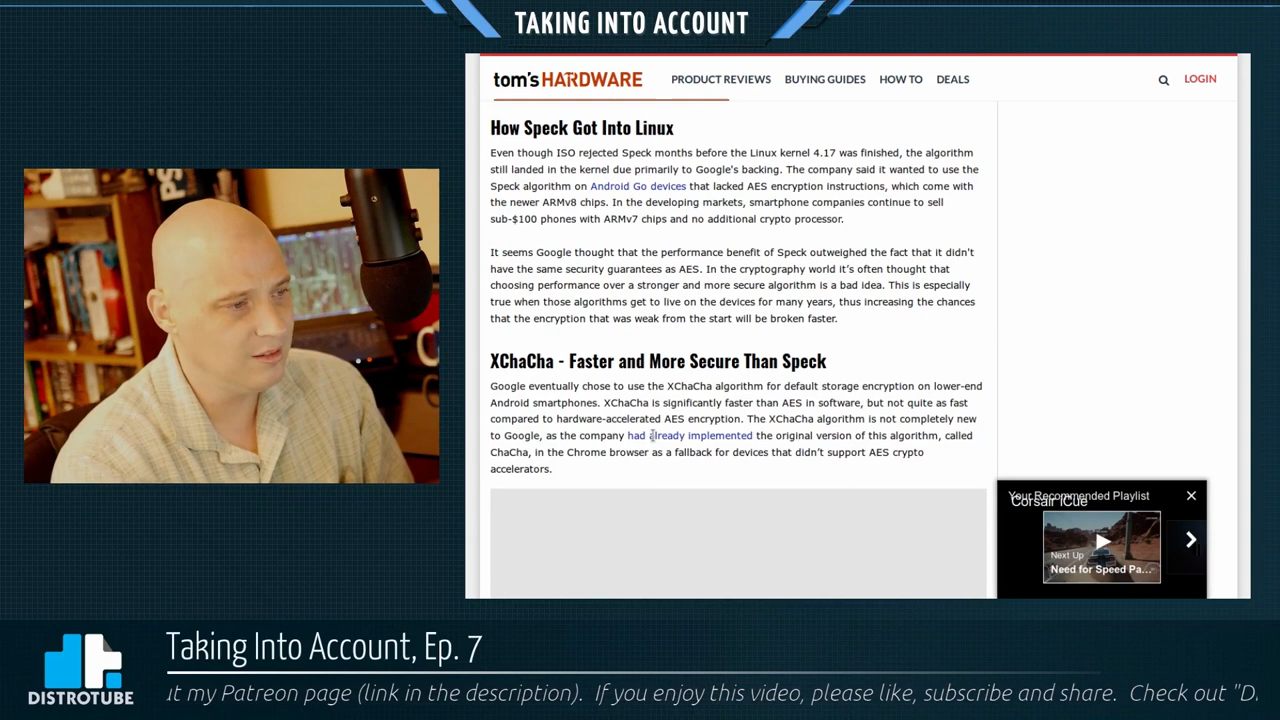 TAKING INTO ACCOUNT
tom's HARDWARE
PRODUCT REVIEWS BUYING GUIDES HOW TO DEALS
LOGIN
How Speck Got Into Linux
Even though ISO rejected Speck months before the Linux kernel 4.17 was finished, the algorithm
still landed in the kernel due primarily to Google's backing. The company said it wanted to use the
Speck algorithm on Android Go devices that lacked AES encryption instructions, which come with
the newer ARMv8 chips. In the developing markets, smartphone companies continue to sell
sub-$100 phones with ARMv7 chips and no additional crypto processor.
It seems Google thought that the performance benefit of Speck outweighed the fact that it didn't
have the same security guarantees as AES. In the cryptography world it's often thought that
choosing performance over a stronger and more secure algorithm is a bad idea. This is especially
true when those algorithms get to live on the devices for many years, thus increasing the chances
that the encryption that was weak from the start will be broken faster.
XChaCha - Faster and More Secure Than Speck
Google eventually chose to use the XChaCha algorithm for default storage encryption on lower-end
Android smartphones. XChaCha is significantly faster than AES in software, but not quite as fast
compared to hardware-accelerated AES encryption. The XChaCha algorithm is not completely new
to Google, as the company had already implemented the original version of this algorithm, called
ChaCha, in the Chrome browser as a fallback for devices that didn't support AES crypto
accelerators.
Your Recommended Playlist
Corsair iCue
Next Up
Need for Speed Pa...
Taking Into Account, Ep. 7
DISTROTUBE
ut my Patreon page (link in the description). If you enjoy this video, please like, subscribe and share. Check out "D